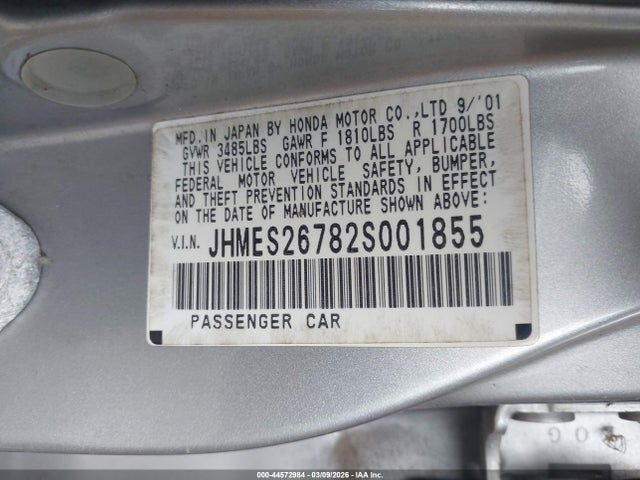 MFD.IN JAPAN BY HONDA MOTOR CO.,LTD 9/'01
GVWR 3485LBS GAWR F 1810LBS R 1700LBS
THIS VEHICLE CONFORMS TO ALL APPLICABLE
FEDERAL MOTOR VEHICLE SAFETY, BUMPER,
AND THEFT PREVENTION STANDARDS IN EFFECT
ON THE DATE OF MANUFACTURE SHOWN ABOVE:
V.I.N. JHMES26782S001855
PASSENGER CAR
O G
000-44572984 | 03/09/2026 - IAA Inc.